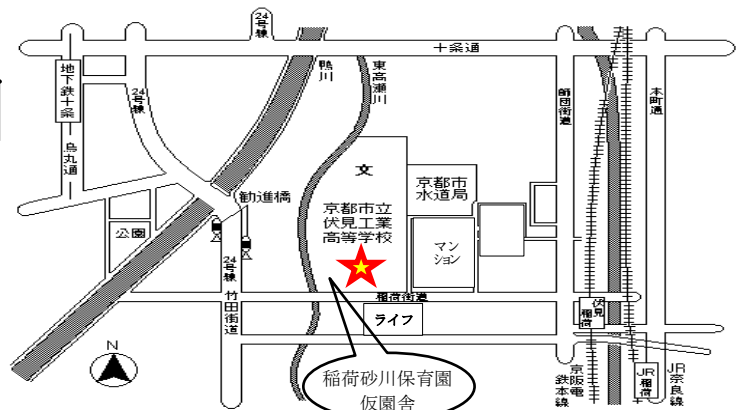 24号線
十条通
地下鉄十条
烏丸通
24号線
鴨川
東高瀬川
師団街道
本町通
文
京都市立
伏見工業
高等学校
京都市
水道局
マン
ション
勧進橋
公園
24号線
竹田街道
稲荷街道
ライフ
伏見
稲荷
稲荷砂川保育園
仮園舎
京阪電
鉄本線
JR
稲荷
JR奈良線
N